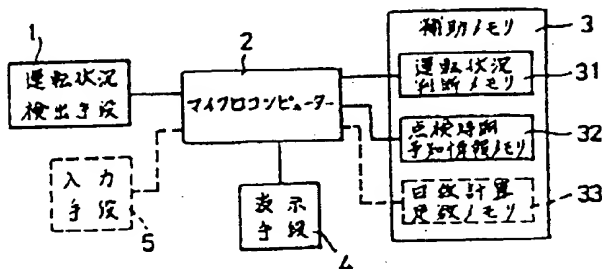 1
運転状況
検出手段
2
マイクロコンピューター
補助メモリ
3
運転状況
判断メモリ
31
点検時期
予知情報メモリ
32
日数計置
定数メモリ
33
入力
手段
5
表示
手段
4